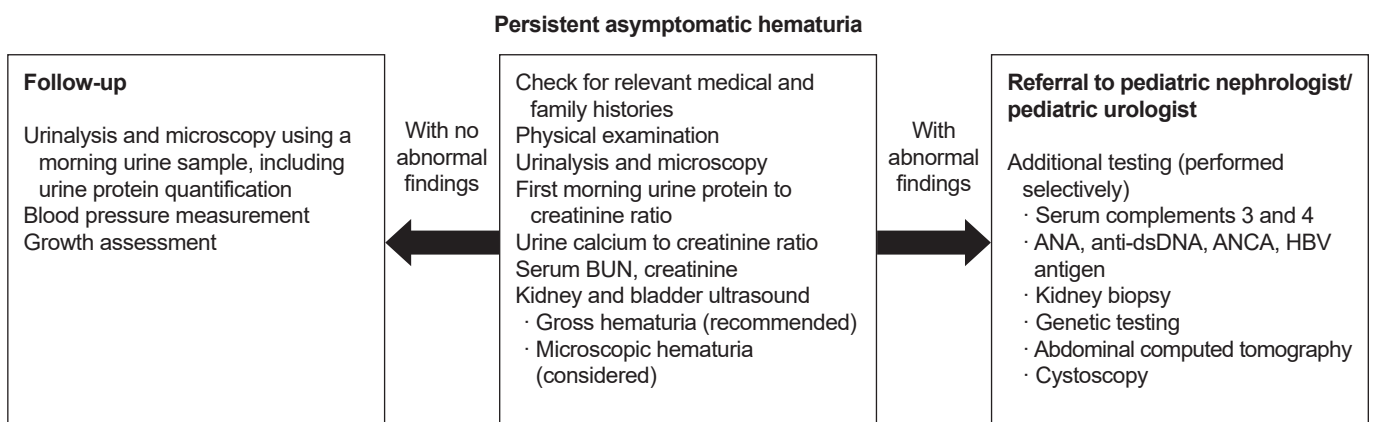 Persistent asymptomatic hematuria
Follow-up
Urinalysis and microscopy using a
morning urine sample, including
urine protein quantification
Blood pressure measurement
Growth assessment
With no
abnormal
findings
Check for relevant medical and
family histories
Physical examination
Urinalysis and microscopy
First morning urine protein to
creatinine ratio
Urine calcium to creatinine ratio
Serum BUN, creatinine
Kidney and bladder ultrasound
· Gross hematuria (recommended)
· Microscopic hematuria
(considered)
With
abnormal
findings
Referral to pediatric nephrologist/
pediatric urologist
Additional testing (performed
selectively)
· Serum complements 3 and 4
· ANA, anti-dsDNA, ANCA, HBV
antigen
· Kidney biopsy
· Genetic testing
· Abdominal computed tomography
· Cystoscopy